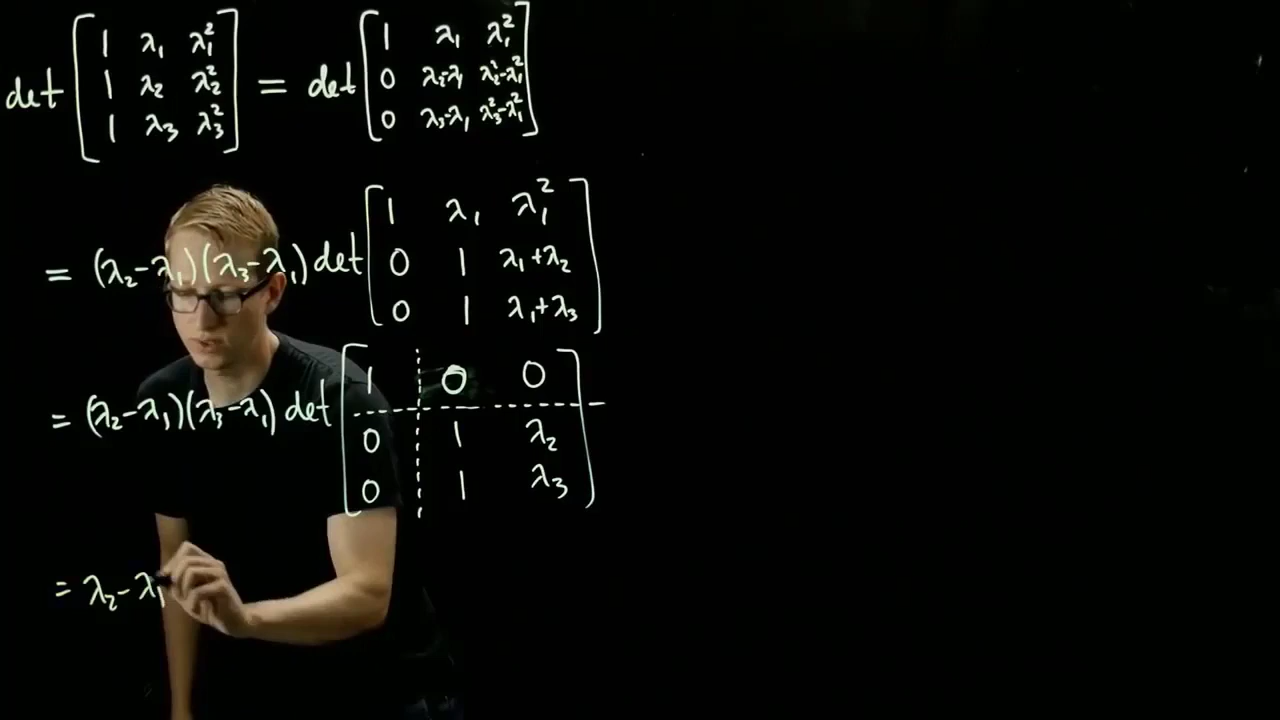 det [ 1 λ₁ λ₁² ; 1 λ₂ λ₂² ; 1 λ₃ λ₃² ] = det [ 1 λ₁ λ₁² ; 0 λ₂-λ₁ λ₂²-λ₁² ; 0 λ₃-λ₁ λ₃²-λ₁² ]
= (λ₂-λ₁)(λ₃-λ₁) det [ 1 λ₁ λ₁² ; 0 1 λ₁+λ₂ ; 0 1 λ₁+λ₃ ]
= (λ₂-λ₁)(λ₃-λ₁) det [ 1 0 0 ; 0 1 λ₂ ; 0 1 λ₃ ]
= λ₂-λ₁